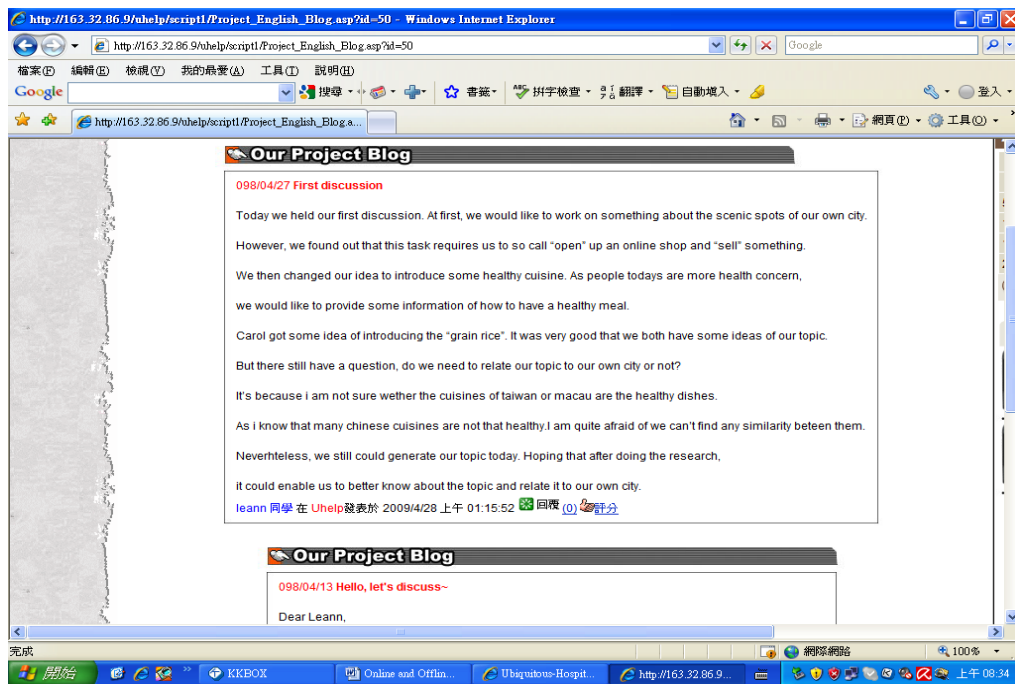 http://163.32.86.9/uhelp/script1/Project_English_Blog.asp?id=50 - Windows Internet Explorer
http://163.32.86.9/uhelp/script1/Project_English_Blog.asp?id=50
Google
檔案(F) 編輯(E) 檢視(V) 我的最愛(A) 工具(T) 說明(H)
Google 搜尋 書籤 ABC 拼字檢查 翻譯 自動填入 登入
http://163.32.86.9/uhelp/script1/Project_English_Blog.a... 網頁(P) 工具(O)
Our Project Blog
098/04/27 First discussion
Today we held our first discussion. At first, we would like to work on something about the scenic spots of our own city.
However, we found out that this task requires us to so call “open” up an online shop and “sell” something.
We then changed our idea to introduce some healthy cuisine. As people todays are more health concern,
we would like to provide some information of how to have a healthy meal.
Carol got some idea of introducing the “grain rice”. It was very good that we both have some ideas of our topic.
But there still have a question, do we need to relate our topic to our own city or not?
It's because i am not sure wether the cuisines of taiwan or macau are the healthy dishes.
As i know that many chinese cuisines are not that healthy.I am quite afraid of we can't find any similarity beteen them.
Neverhteless, we still could generate our topic today. Hoping that after doing the research,
it could enable us to better know about the topic and relate it to our own city.
leann 同學 在 Uhelp發表於 2009/4/28 上午 01:15:52 回覆 (0) 評分
Our Project Blog
098/04/13 Hello, let's discuss~
Dear Leann,
完成 網際網路 100%
開始 KKBOX Online and Offlin... Ubiquitous-Hospit... http://163.32.86.9... 上午 08:34